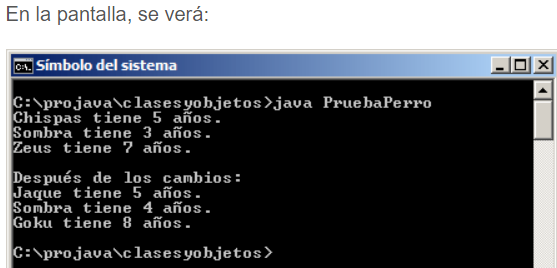 En la pantalla, se verá:
Símbolo del sistema
C:\projava\clasesyobjetos>java PruebaPerro
Chispas tiene 5 años.
Sombra tiene 3 años.
Zeus tiene 7 años.
Después de los cambios:
Jaque tiene 5 años.
Sombra tiene 4 años.
Goku tiene 8 años.
C:\projava\clasesyobjetos>